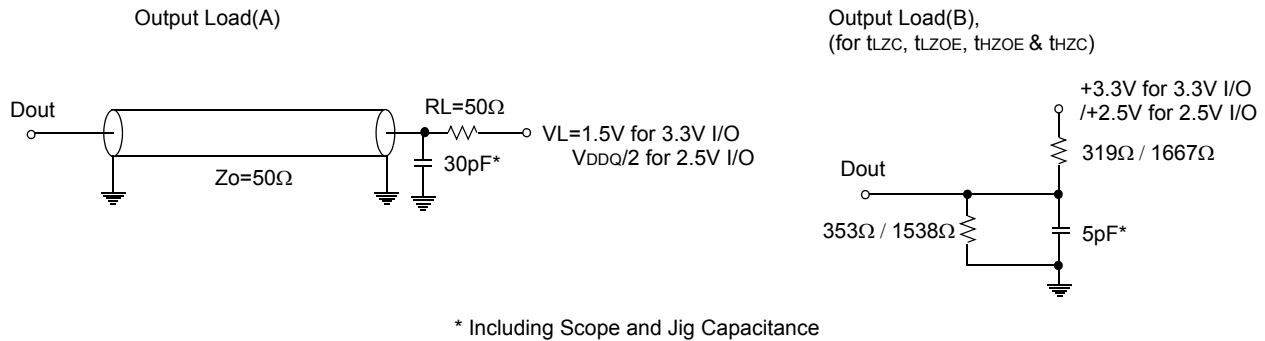 Output Load(A)
Dout
Zo=50Ω
RL=50Ω
30pF*
VL=1.5V for 3.3V I/O
VDDQ/2 for 2.5V I/O
Output Load(B),
(for tLZC, tLZOE, tHZOE & tHZC)
+3.3V for 3.3V I/O
/+2.5V for 2.5V I/O
319Ω / 1667Ω
Dout
353Ω / 1538Ω
5pF*
* Including Scope and Jig Capacitance